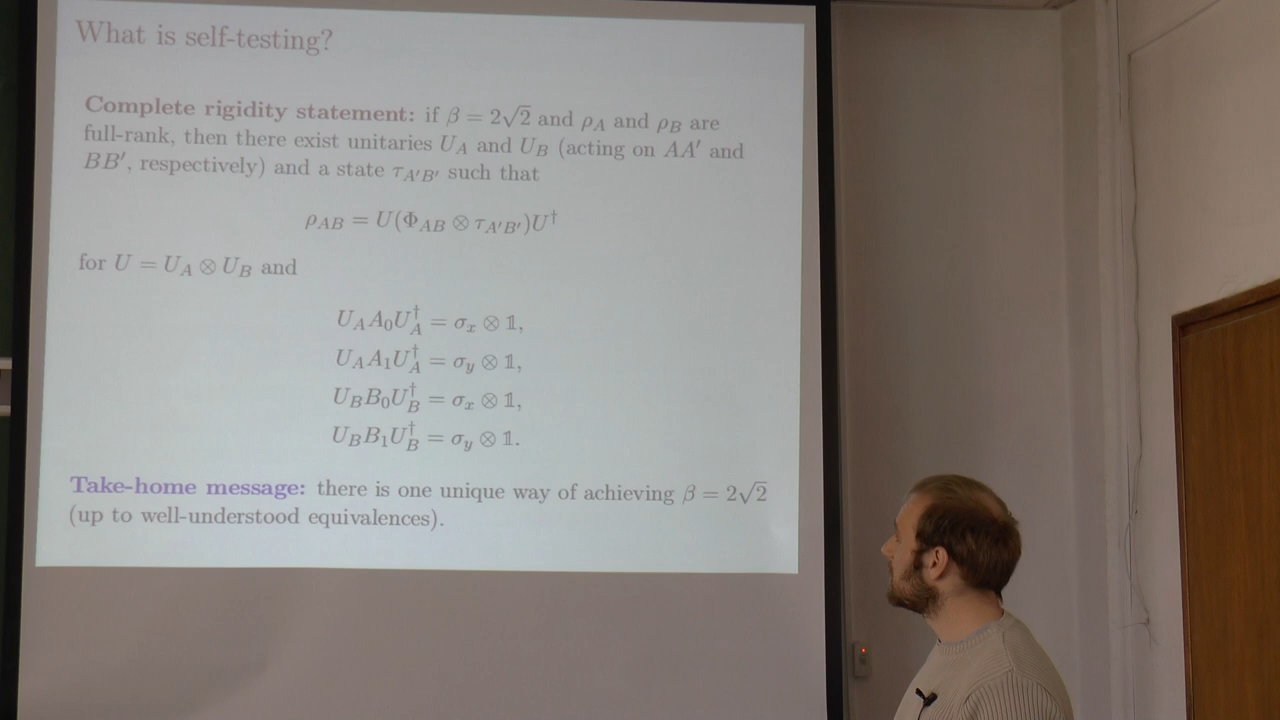 What is self-testing?
Complete rigidity statement: if β = 2√2 and ρ_A and ρ_B are
full-rank, then there exist unitaries U_A and U_B (acting on AA′ and
BB′, respectively) and a state τ_{A′B′} such that
ρ_{AB} = U(Φ_{AB} ⊗ τ_{A′B′})U†
for U = U_A ⊗ U_B and
U_A A_0 U_A† = σ_x ⊗ 𝟙,
U_A A_1 U_A† = σ_y ⊗ 𝟙,
U_B B_0 U_B† = σ_x ⊗ 𝟙,
U_B B_1 U_B† = σ_y ⊗ 𝟙.
Take-home message: there is one unique way of achieving β = 2√2
(up to well-understood equivalences).